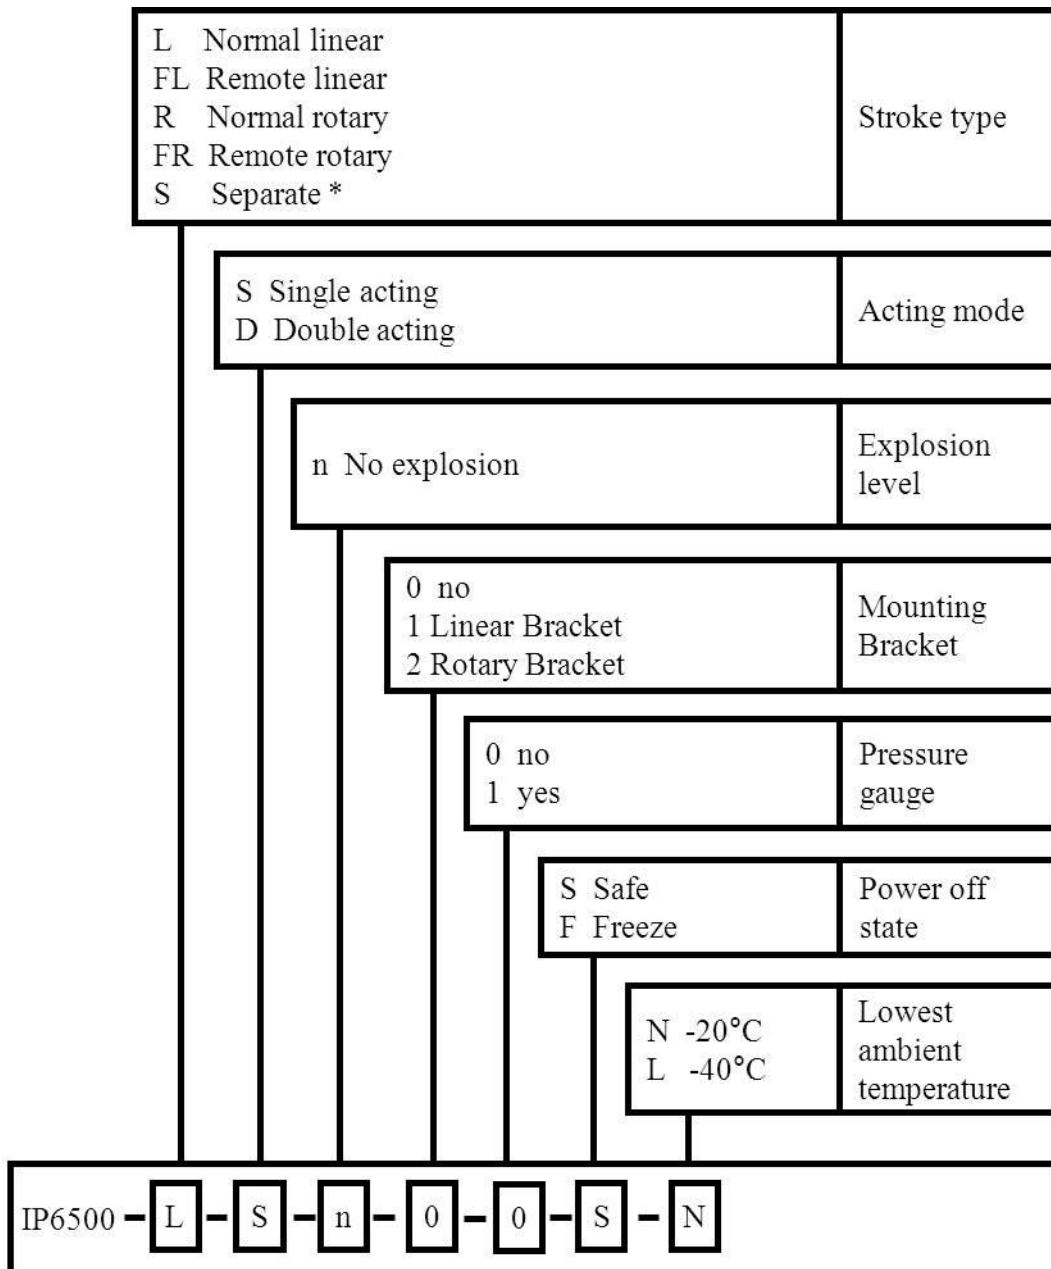 L Normal linear
FL Remote linear
R Normal rotary
FR Remote rotary
S Separate *
Stroke type
S Single acting
D Double acting
Acting mode
n No explosion
Explosion
level
0 no
1 Linear Bracket
2 Rotary Bracket
Mounting
Bracket
0 no
1 yes
Pressure
gauge
S Safe
F Freeze
Power off
state
N -20°C
L -40°C
Lowest
ambient
temperature
IP6500 - L - S - n - 0 - 0 - S - N